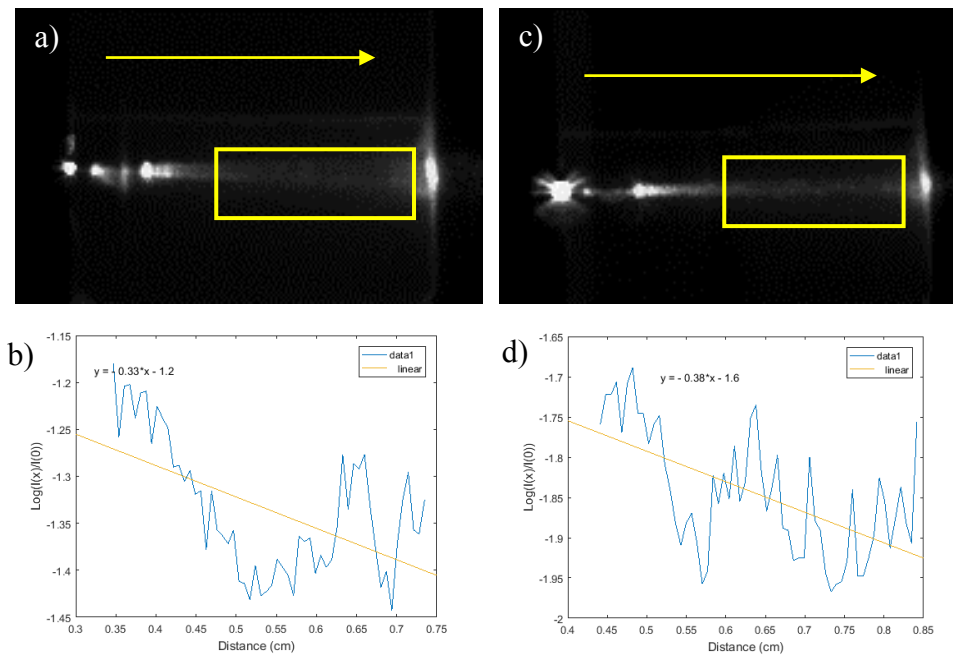 a)
c)
b)
-1.15
-1.2
-1.25
-1.3
-1.35
-1.4
-1.45
Log(I(x)/I(0))
y = - 0.33*x - 1.2
data1
linear
0.3
0.35
0.4
0.45
0.5
0.55
0.6
0.65
0.7
0.75
Distance (cm)
d)
-1.65
-1.7
-1.75
-1.8
-1.85
-1.9
-1.95
-2
Log(I(x)/I(0))
y = - 0.38*x - 1.6
data1
linear
0.4
0.45
0.5
0.55
0.6
0.65
0.7
0.75
0.8
0.85
Distance (cm)